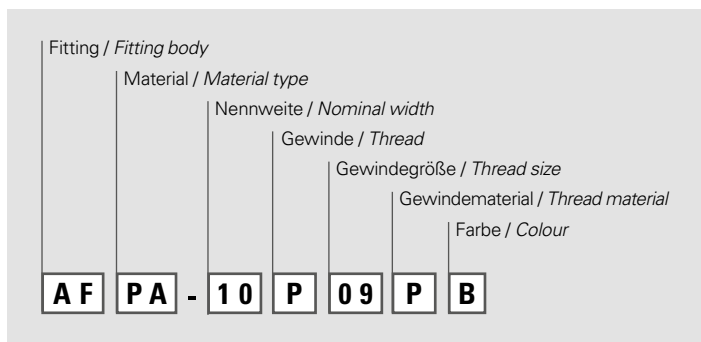 Fitting / Fitting body
Material / Material type
Nennweite / Nominal width
Gewinde / Thread
Gewindegröße / Thread size
Gewindematerial / Thread material
Farbe / Colour
AF PA - 10 P 09 P B